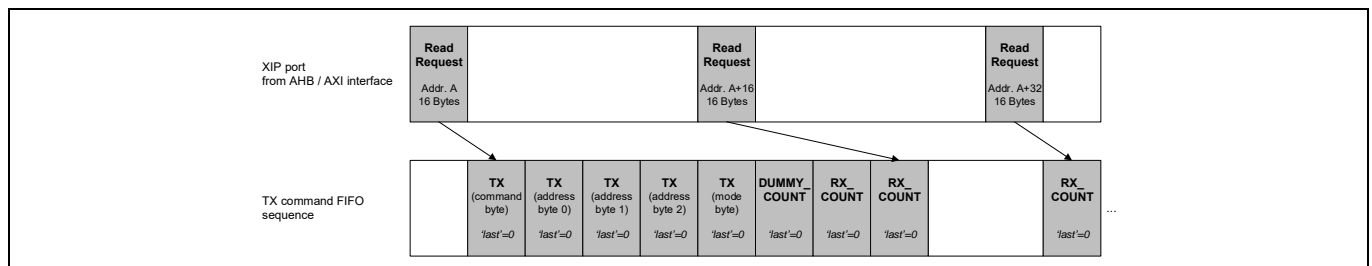 XIP port
from AHB / AXI interface
Read
Request
Addr. A
16 Bytes
Read
Request
Addr. A+16
16 Bytes
Read
Request
Addr. A+32
16 Bytes
TX command FIFO
sequence
TX
(command
byte)
'last'=0
TX
(address
byte 0)
'last'=0
TX
(address
byte 1)
'last'=0
TX
(address
byte 2)
'last'=0
TX
(mode
byte)
'last'=0
DUMMY_
COUNT
'last'=0
RX_
COUNT
'last'=0
RX_
COUNT
'last'=0
RX_
COUNT
'last'=0
...